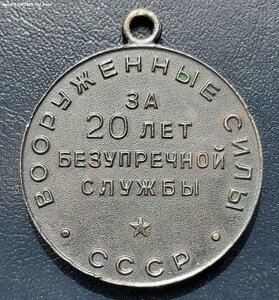 ВООРУЖЕННЫЕ СИЛЫ
ЗА
20 ЛЕТ
БЕЗУПРЕЧНОЙ
СЛУЖБЫ
СССР